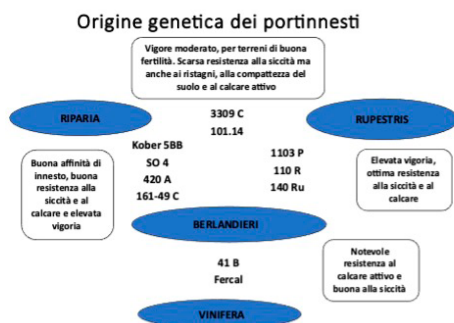 Origine genetica dei portinnesti
Vigore moderato, per terreni di buona
fertilità. Scarsa resistenza alla siccità ma
anche ai ristagni, alla compattezza del
suolo e al calcare attivo
RIPARIA
3309 C
101.14
RUPESTRIS
Kober 5BB
SO 4
420 A
161-49 C
1103 P
110 R
140 Ru
Buona affinità di
innesto, buona
resistenza alla
siccità e al
calcare e elevata
vigoria
Elevata vigoria,
ottima resistenza
alla siccità e al
calcare
BERLANDIERI
41 B
Fercal
Notevole
resistenza al
calcare attivo e
buona alla siccità
VINIFERA